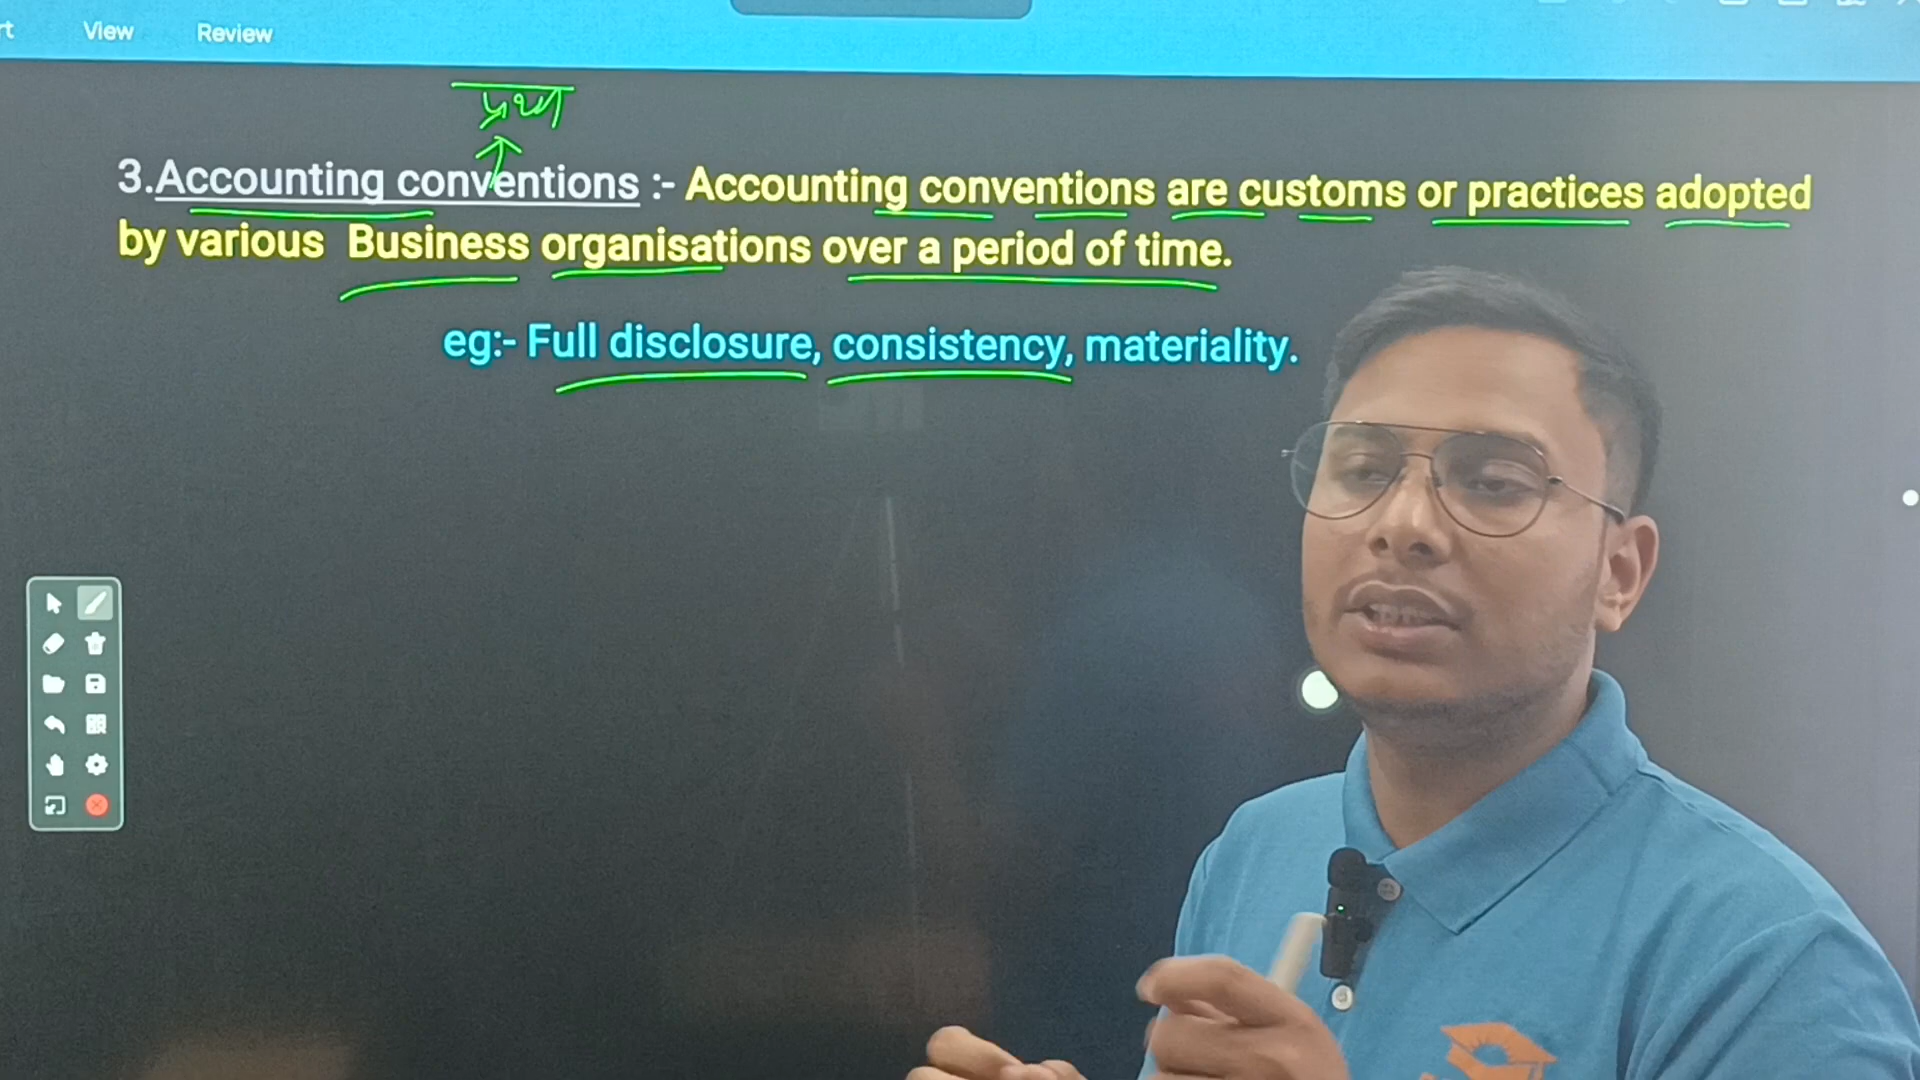 View Review
प्रथा
3.Accounting conventions :- Accounting conventions are customs or practices adopted
by various Business organisations over a period of time.
eg:- Full disclosure, consistency, materiality.